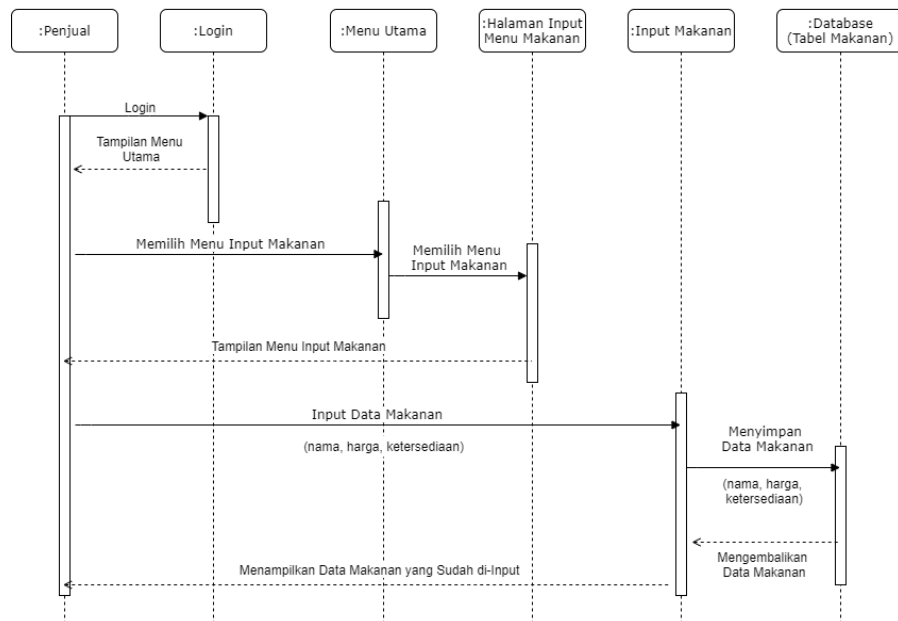 :Penjual
:Login
:Menu Utama
:Halaman Input
Menu Makanan
:Input Makanan
:Database
(Tabel Makanan)
Login
Tampilan Menu
Utama
Memilih Menu Input Makanan
Memilih Menu
Input Makanan
Tampilan Menu Input Makanan
Input Data Makanan
(nama, harga, ketersediaan)
Menyimpan
Data Makanan
(nama, harga,
ketersediaan)
Mengembalikan
Data Makanan
Menampilkan Data Makanan yang Sudah di-Input